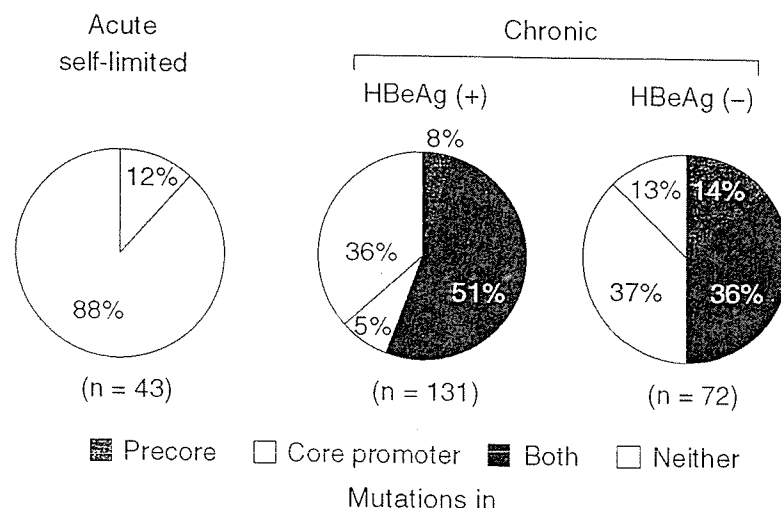 Acute
self-limited
Chronic
HBeAg (+)
HBeAg (–)
12%
88%
8%
36%
51%
5%
13%
14%
37%
36%
(n = 43)
(n = 131)
(n = 72)
Precore Core promoter Both Neither
Mutations in